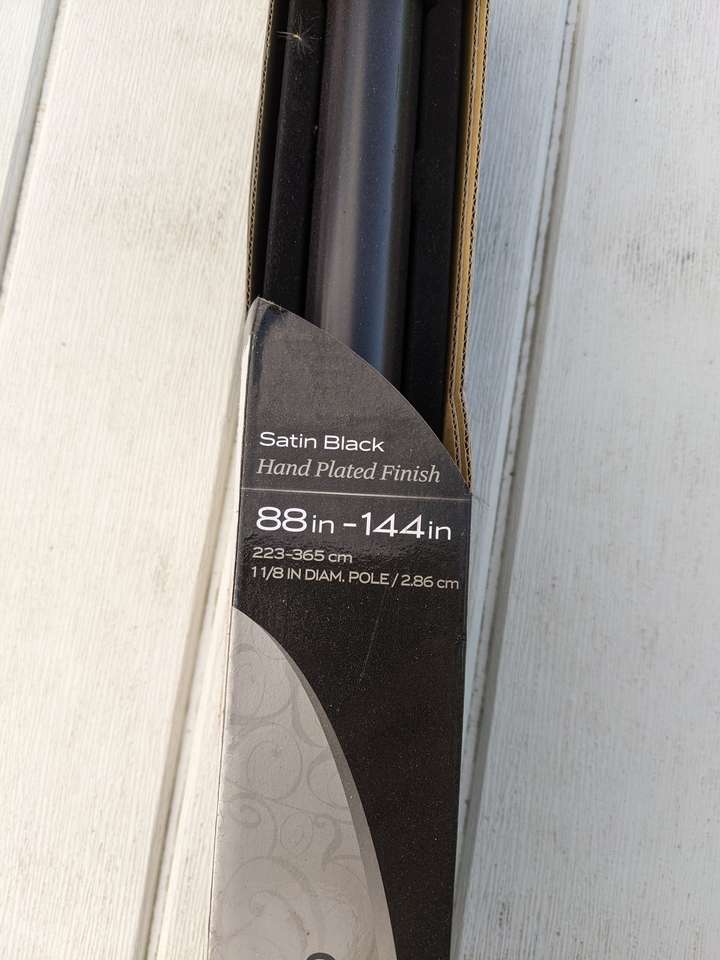 Satin Black
Hand Plated Finish
88in - 144in
223-365 cm
1 1/8 IN DIAM. POLE / 2.86 cm